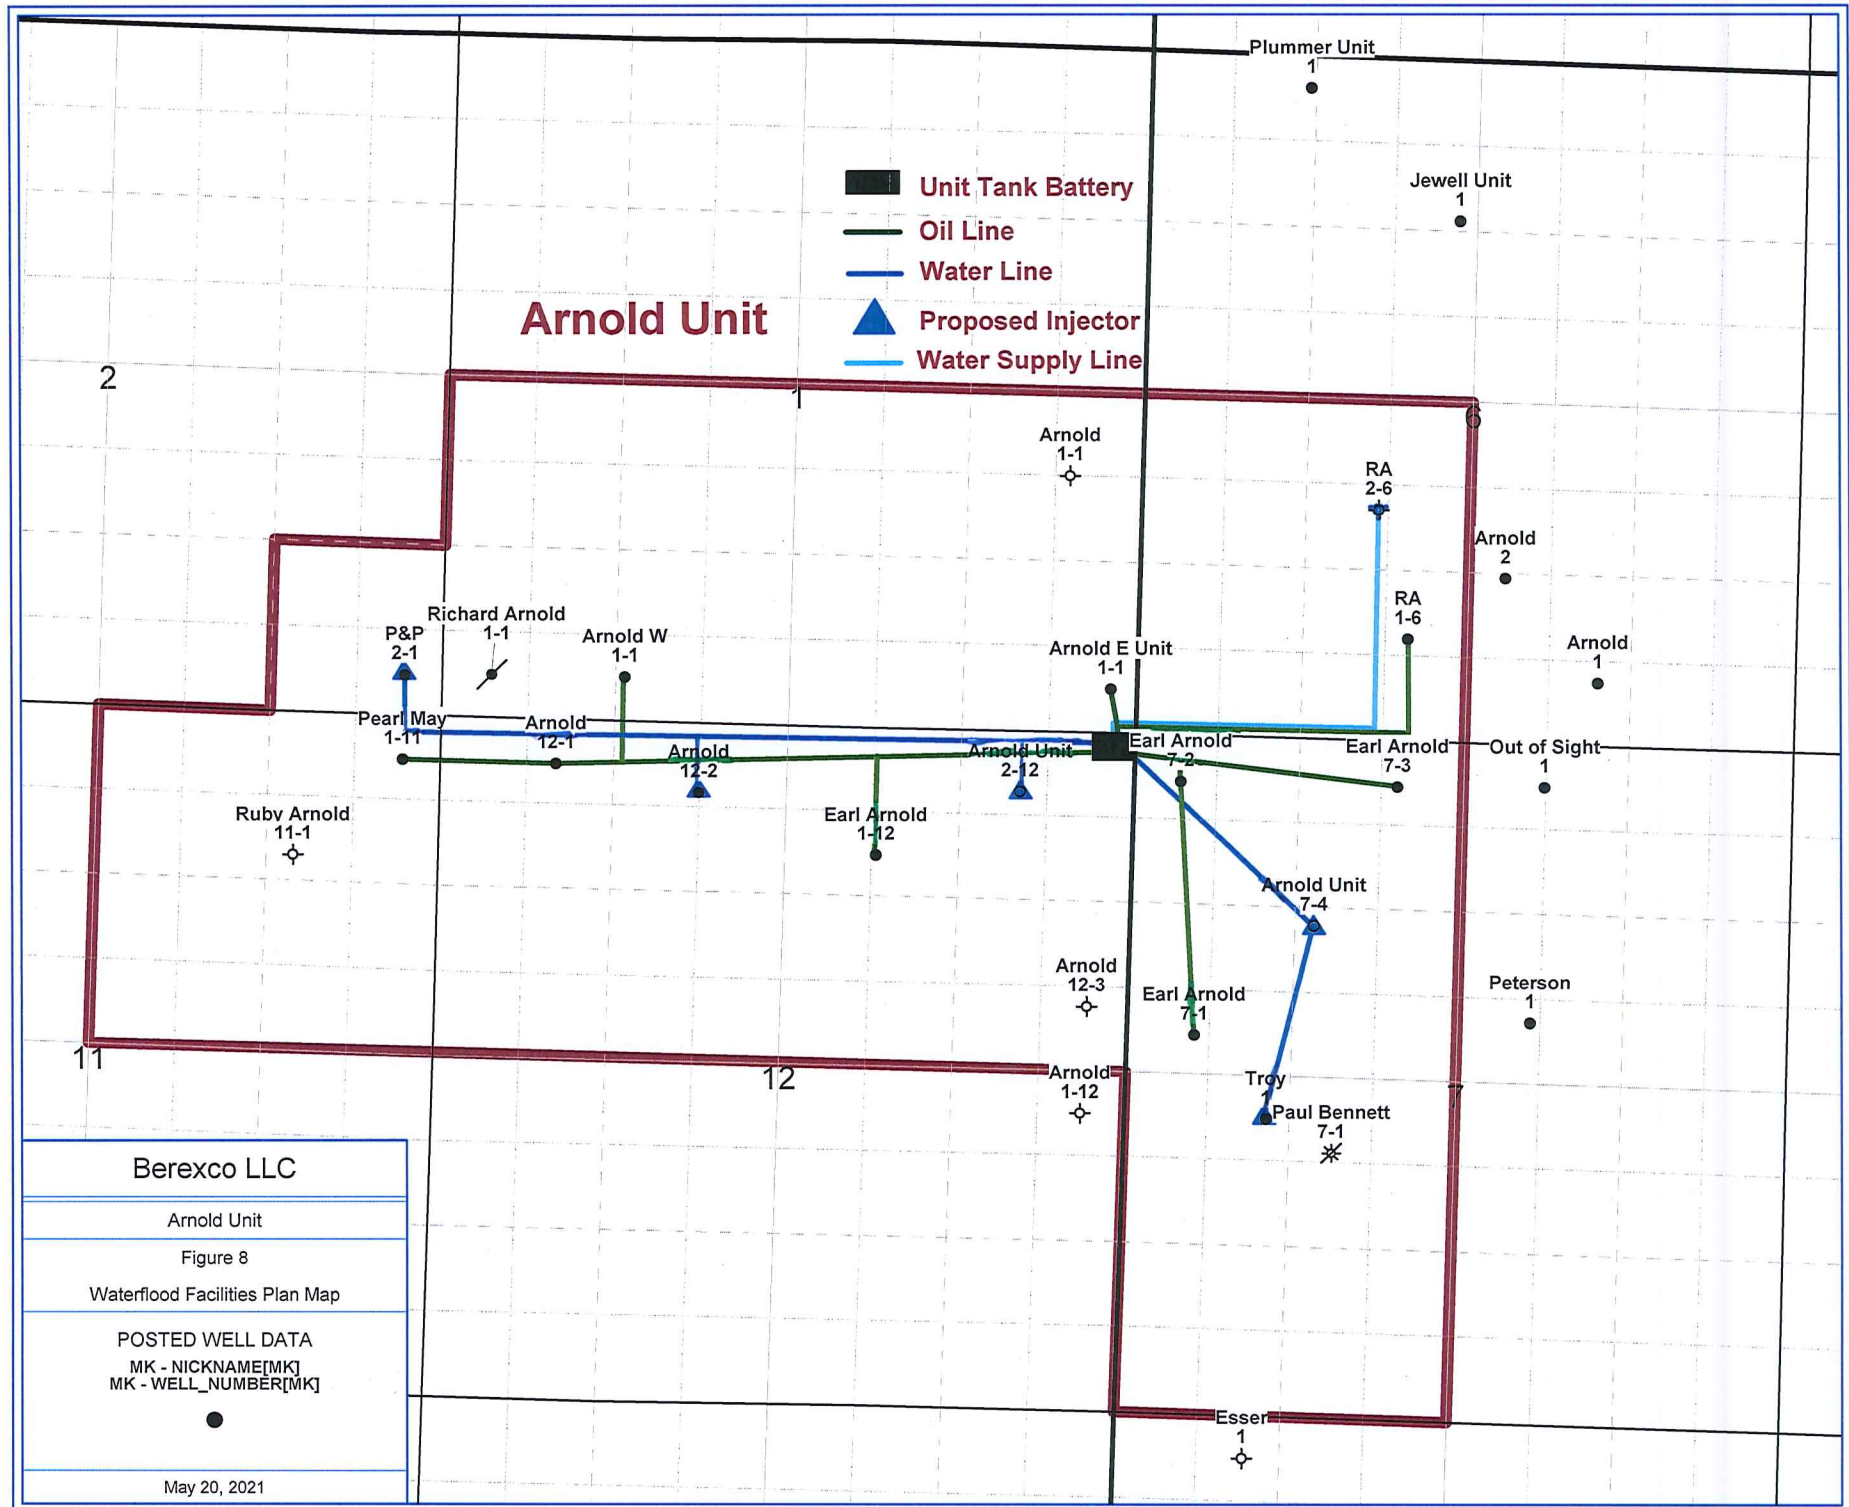 Plummer Unit
1
Jewell Unit
1
Unit Tank Battery
Oil Line
Water Line
Proposed Injector
Water Supply Line
Arnold Unit
2
1
6
Arnold
1-1
RA
2-6
Arnold
2
RA
1-6
Arnold
1
P&P
2-1
Richard Arnold
1-1
Arnold W
1-1
Arnold E Unit
1-1
Pearl May
1-11
Arnold
12-1
Arnold
12-2
Arnold Unit
2-12
Earl Arnold
7-2
Earl Arnold
7-3
Out of Sight
1
Ruby Arnold
11-1
Earl Arnold
1-12
Arnold Unit
7-4
Arnold
12-3
Earl Arnold
7-1
Peterson
1
11
12
7
Arnold
1-12
Troy
1
Paul Bennett
7-1
Esser
1
Berexco LLC
Arnold Unit
Figure 8
Waterflood Facilities Plan Map
POSTED WELL DATA
MK - NICKNAME[MK]
MK - WELL_NUMBER[MK]
May 20, 2021